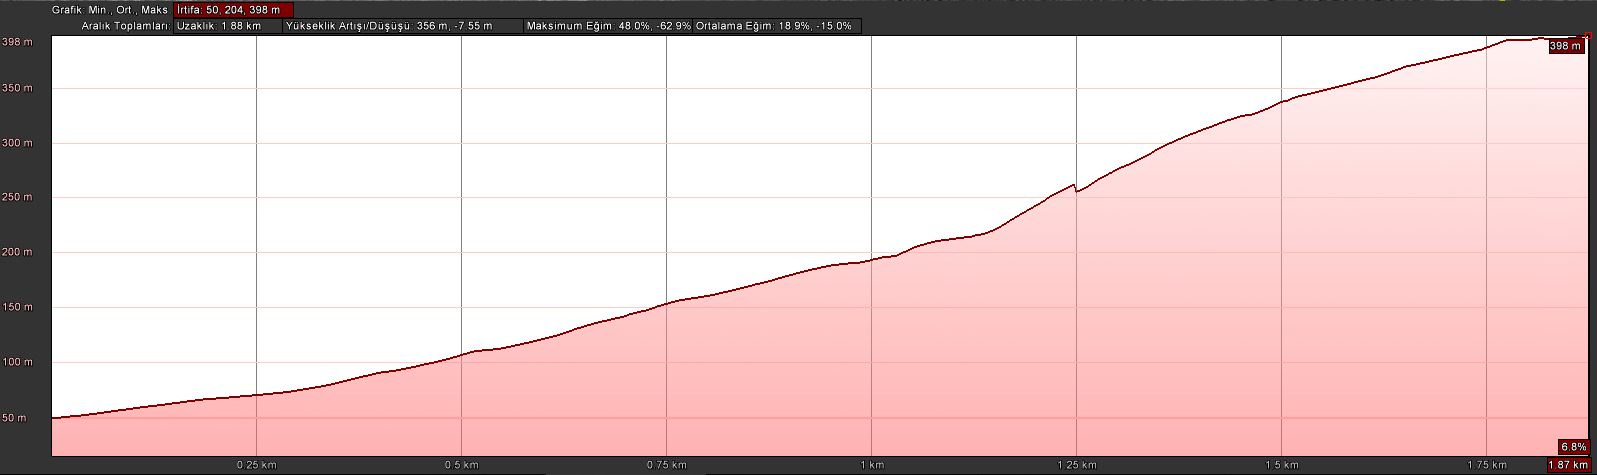 Grafik. Min., Ort., Maks. İrtifa: 50, 204, 398 m
Aralık Toplamları: Uzaklık: 1.88 km Yükseklik Artışı/Düşüşü: 356 m, -7.55 m Maksimum Eğim: 48.0%, -62.9% Ortalama Eğim: 18.9%, -15.0%
398 m
398 m
350 m
300 m
250 m
200 m
150 m
100 m
50 m
6.8%
0.25 km 0.5 km 0.75 km 1 km 1.25 km 1.5 km 1.75 km 1.87 km